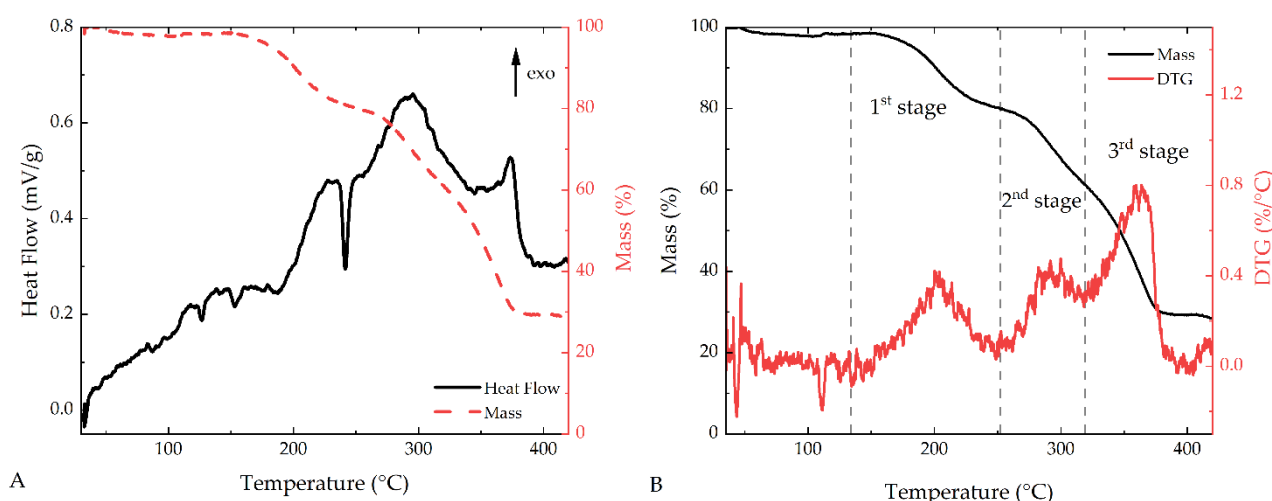 0.8
0.6
0.4
0.2
0.0
Heat Flow (mV/g)
exo
Heat Flow
Mass
100
80
60
40
20
0
Mass (%)
100 200 300 400
Temperature (°C)
A
100
80
60
40
20
0
Mass (%)
1st stage
2nd stage
3rd stage
Mass
DTG
1.2
0.8
0.4
0.0
DTG (%/°C)
100 200 300 400
Temperature (°C)
B